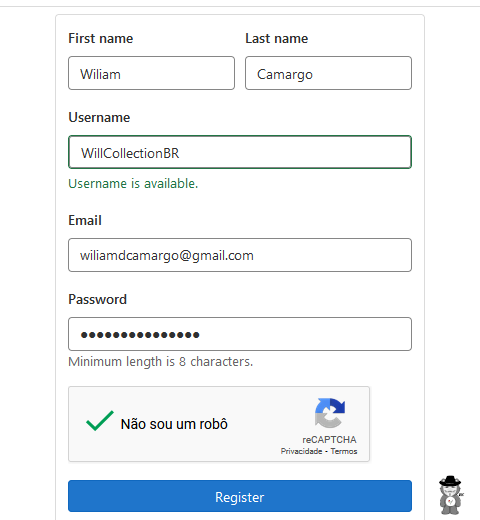 First name Last name
Wiliam Camargo
Username
WillCollectionBR
Username is available.
Email
wiliamdcamargo@gmail.com
Password
Minimum length is 8 characters.
Não sou um robô
reCAPTCHA
Privacidade - Termos
Register